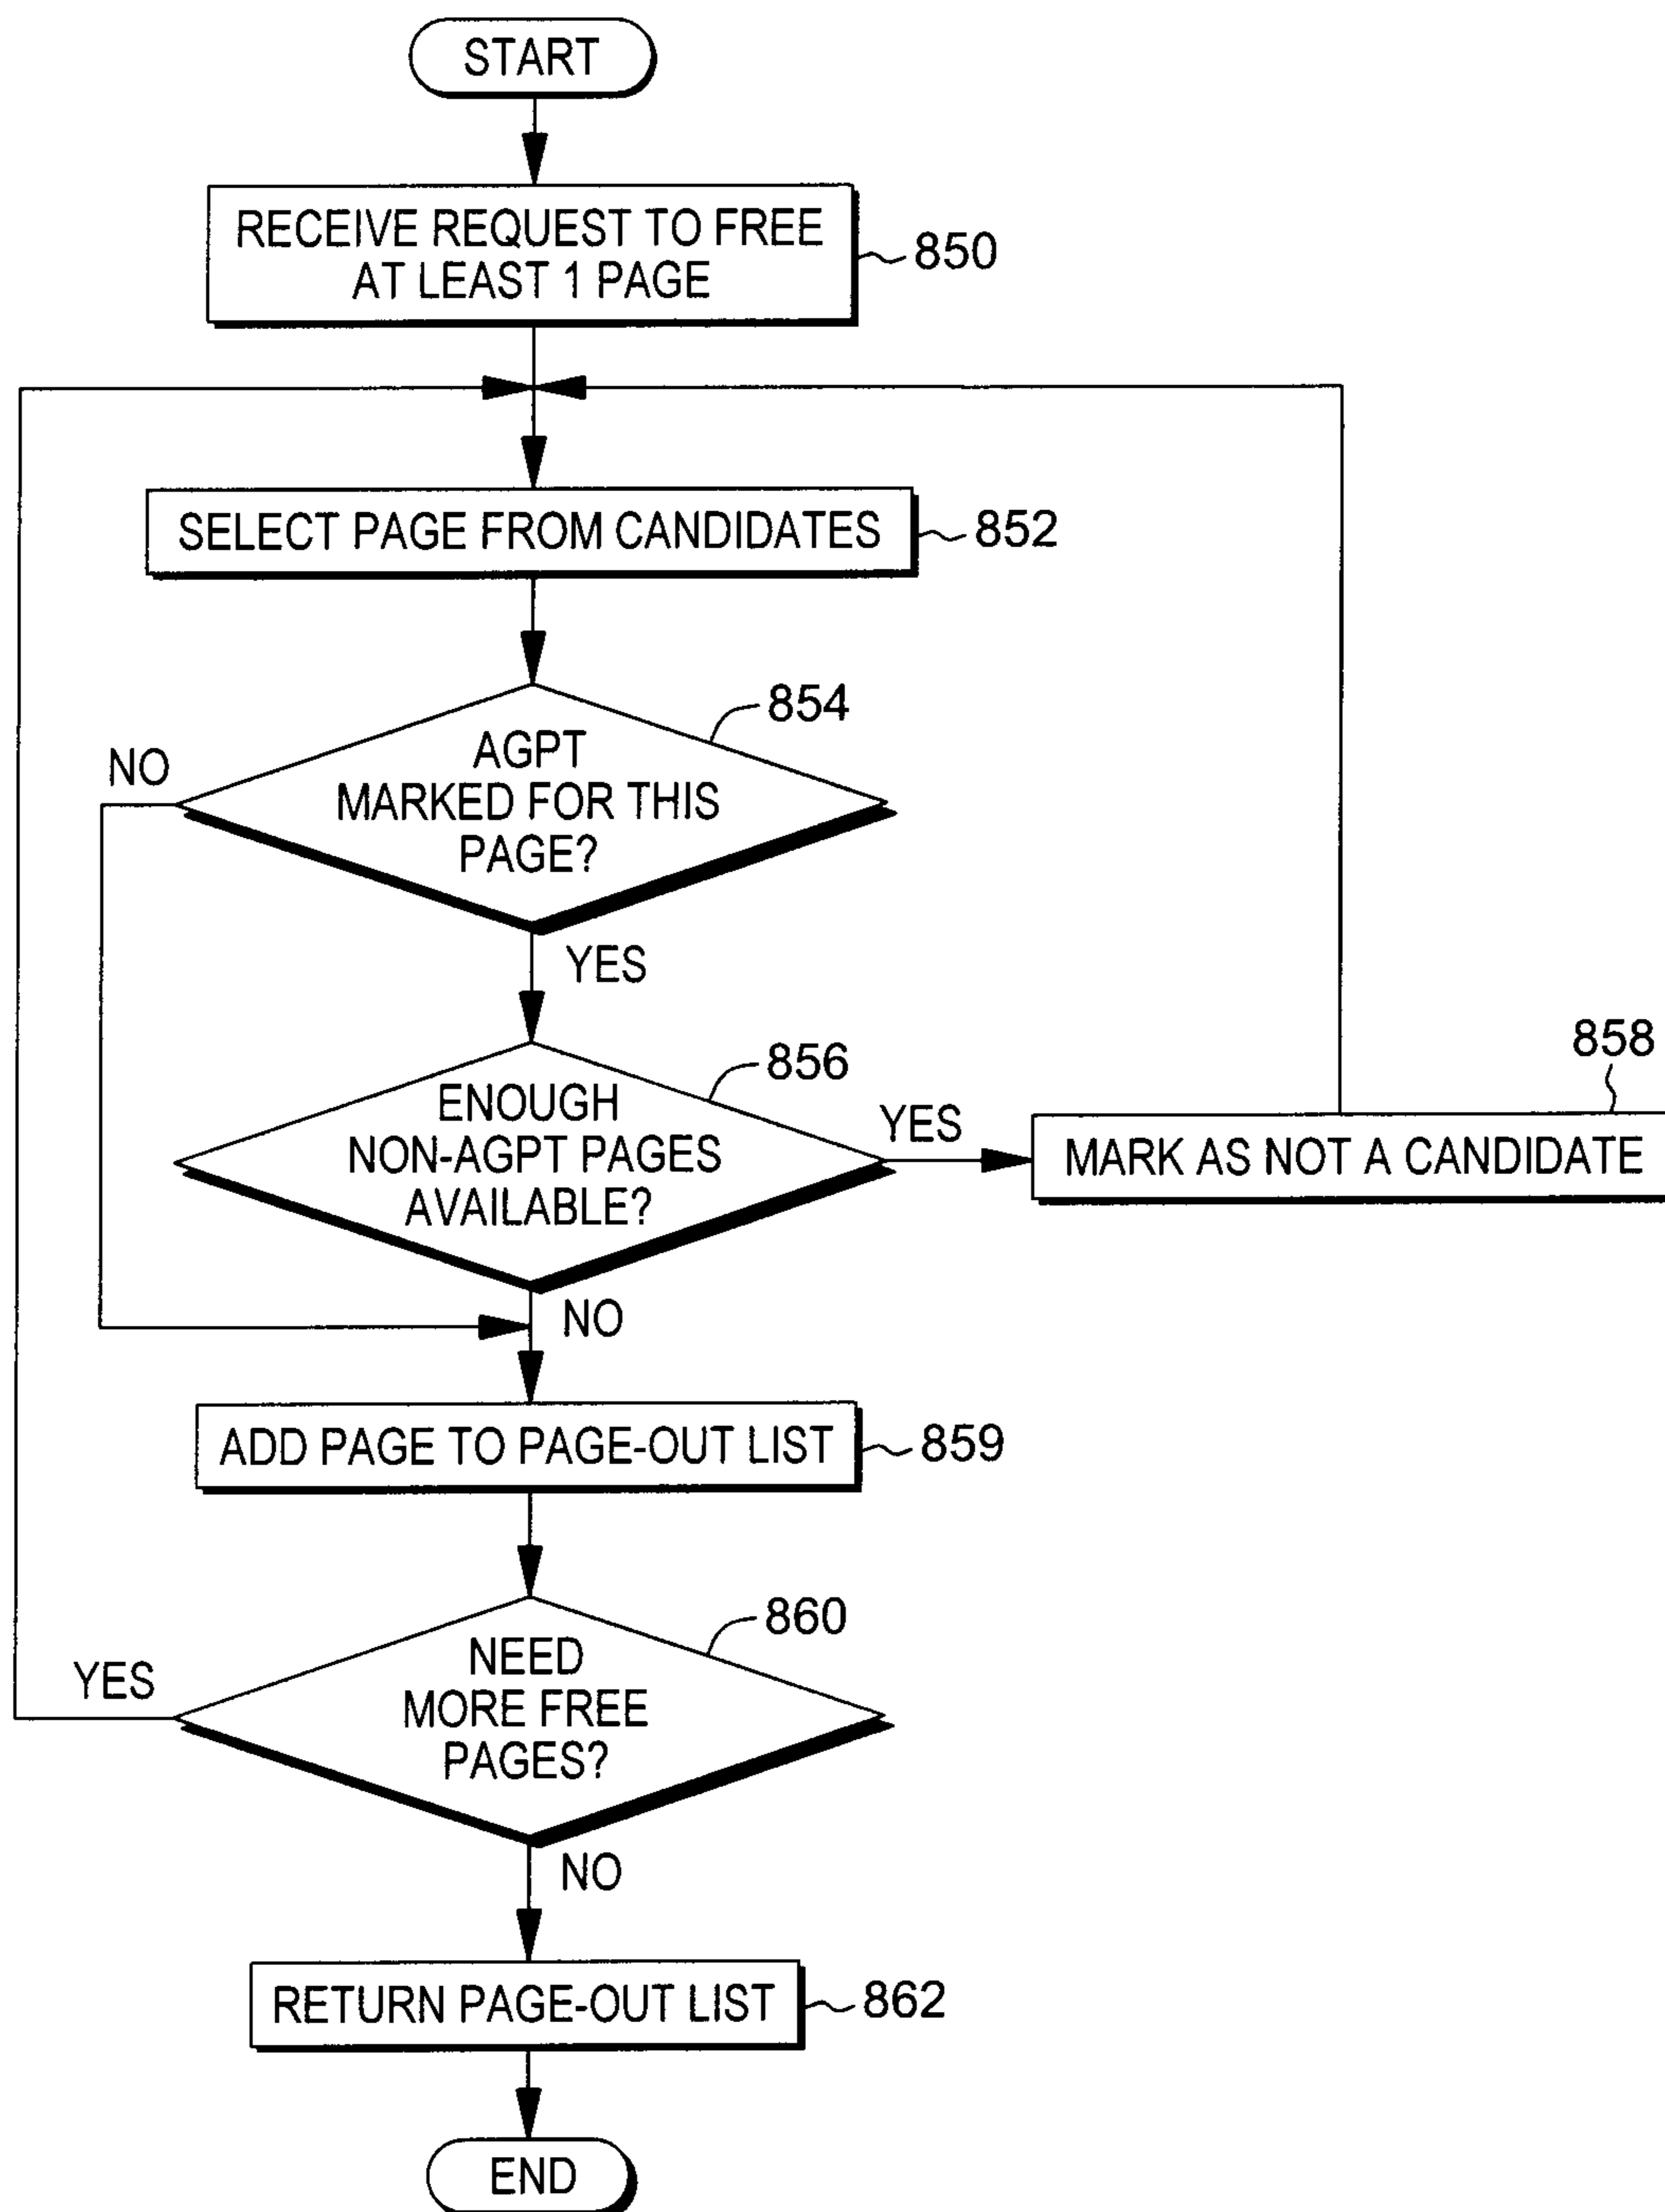 START
RECEIVE REQUEST TO FREE
AT LEAST 1 PAGE
850
SELECT PAGE FROM CANDIDATES
852
854
AGPT
MARKED FOR THIS
PAGE?
NO
YES
856
ENOUGH
NON-AGPT PAGES
AVAILABLE?
YES
858
MARK AS NOT A CANDIDATE
NO
ADD PAGE TO PAGE-OUT LIST
859
860
NEED
MORE FREE
PAGES?
YES
NO
RETURN PAGE-OUT LIST
862
END